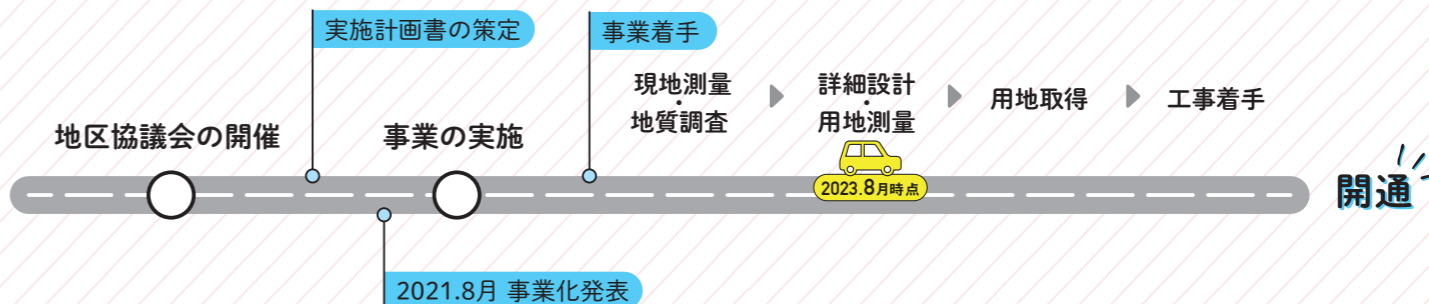 実施計画書の策定
事業着手
現地測量
・
地質調査
詳細設計
・
用地測量
用地取得
工事着手
地区協議会の開催
事業の実施
2023.8月時点
開通
2021.8月 事業化発表